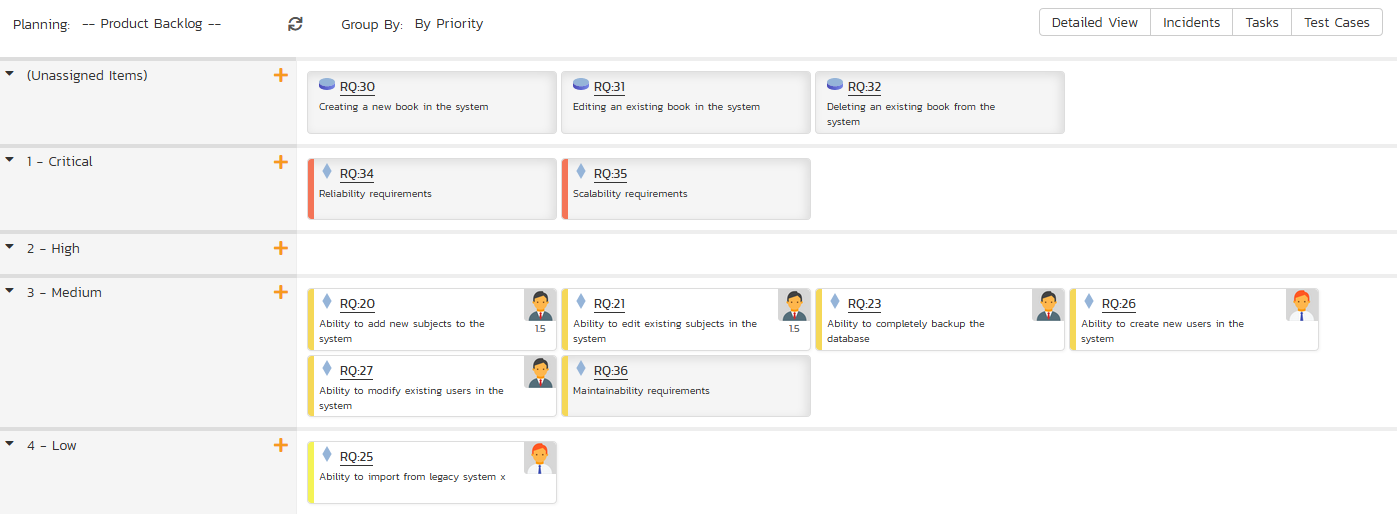 Planning: -- Product Backlog -- Group By: By Priority Detailed View Incidents Tasks Test Cases
(Unassigned Items)
RQ:30
Creating a new book in the system
RQ:31
Editing an existing book in the system
RQ:32
Deleting an existing book from the
system
1 - Critical
RQ:34
Reliability requirements
RQ:35
Scalability requirements
2 - High
3 - Medium
RQ:20
Ability to add new subjects to the
system
1.5
RQ:21
Ability to edit existing subjects in the
system
1.5
RQ:23
Ability to completely backup the
database
RQ:26
Ability to create new users in the
system
RQ:27
Ability to modify existing users in the
system
RQ:36
Maintainability requirements
4 - Low
RQ:25
Ability to import from legacy system x